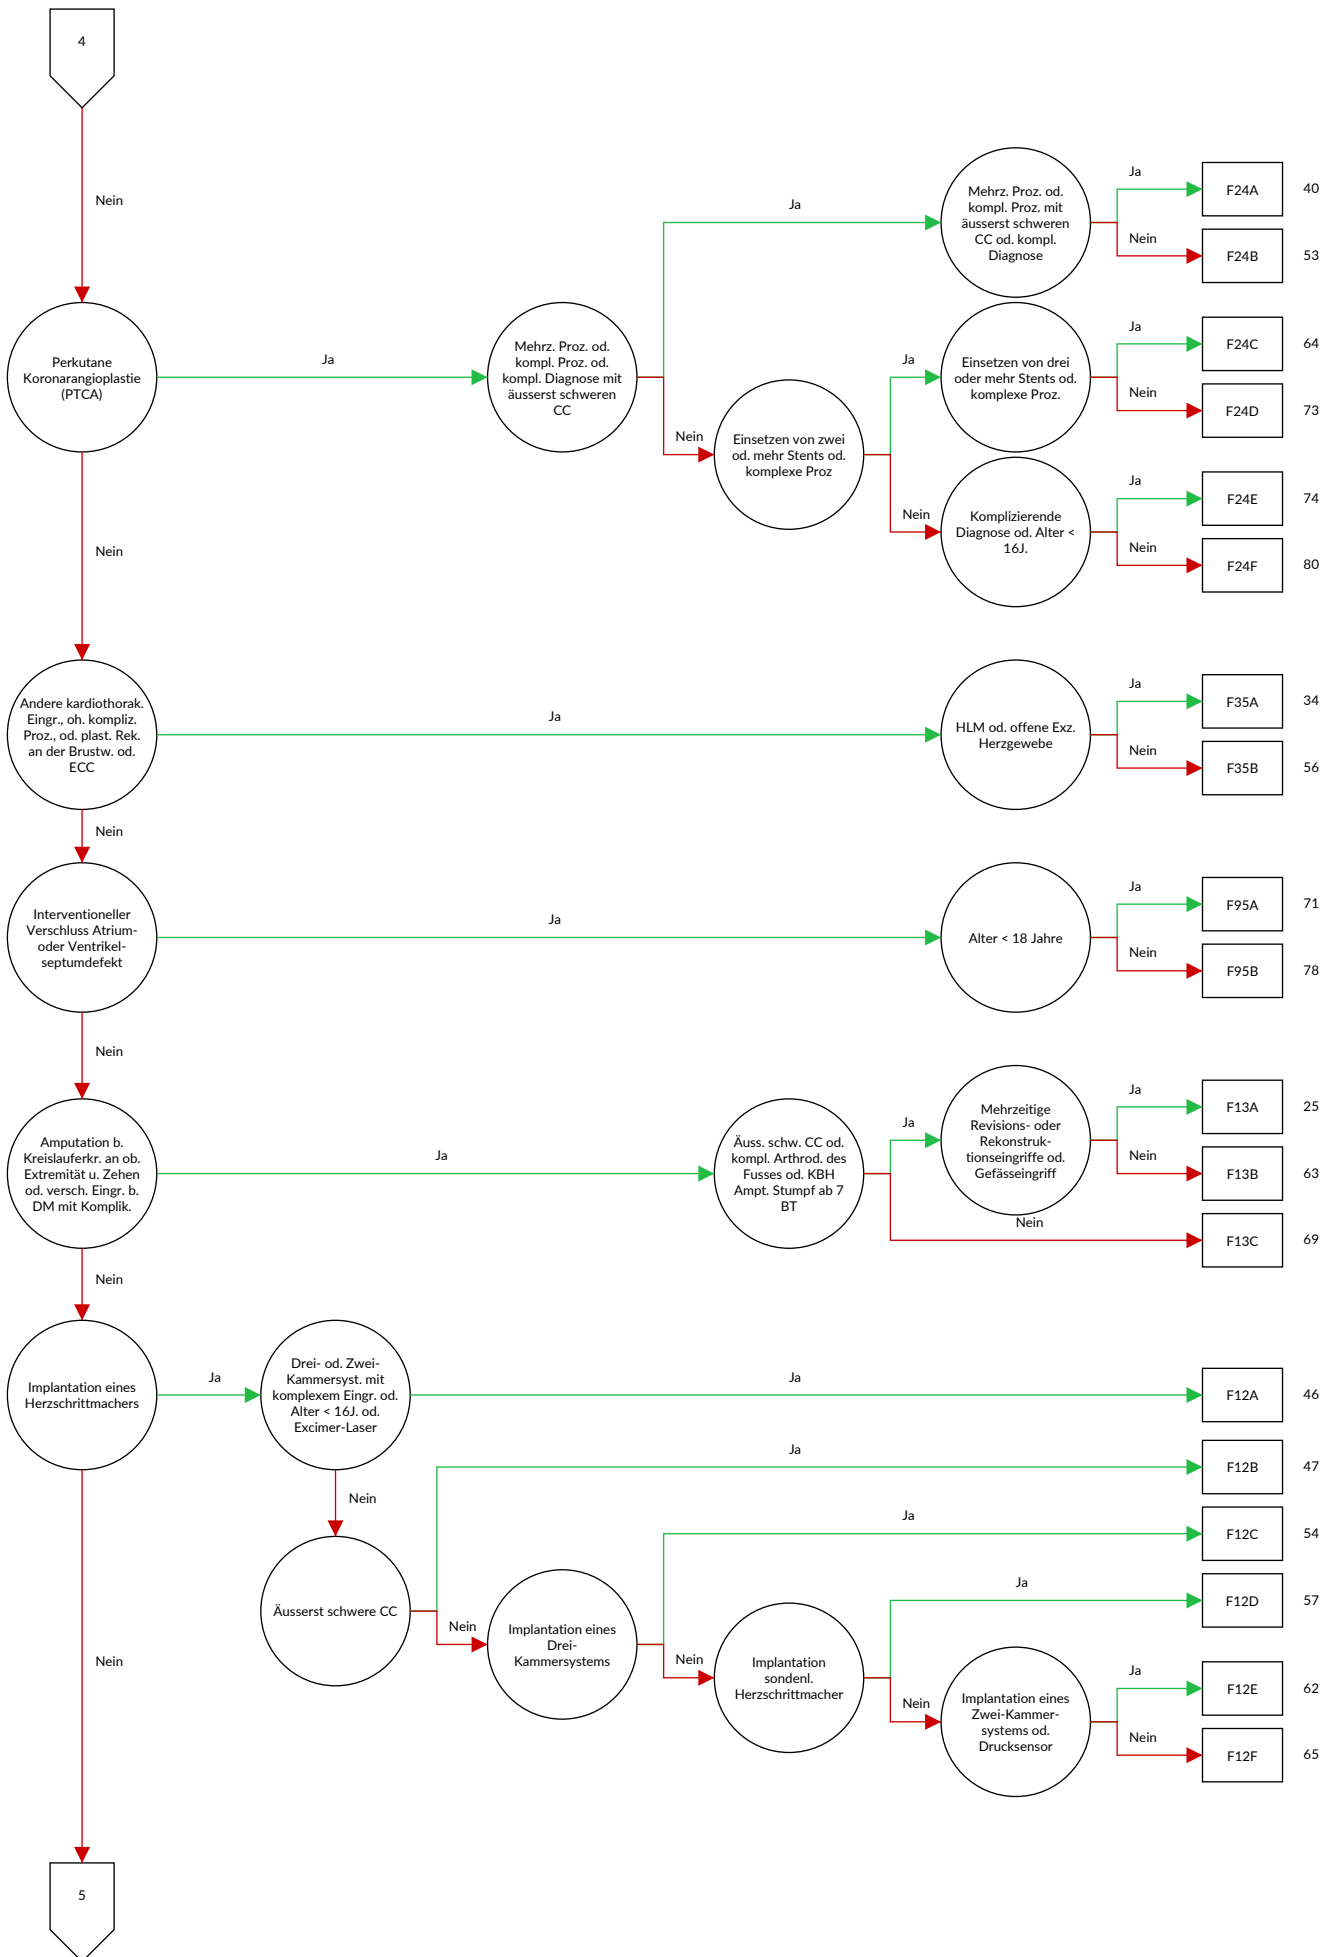 4
Nein
Perkutane
Koronarangioplastie
(PTCA)
Ja
Mehrz. Proz. od.
kompl. Proz. od.
kompl. Diagnose mit
äusserst schweren
CC
Ja
Mehrz. Proz. od.
kompl. Proz. mit
äusserst schweren
CC od. kompl.
Diagnose
Ja
F24A
40
Nein
F24B
53
Nein
Einsetzen von zwei
od. mehr Stents od.
komplexe Proz
Ja
Einsetzen von drei
oder mehr Stents od.
komplexe Proz.
Ja
F24C
64
Nein
F24D
73
Nein
Komplizierende
Diagnose od. Alter <
16J.
Ja
F24E
74
Nein
F24F
80
Nein
Andere kardiothorak.
Eingr., oh. kompliz.
Proz., od. plast. Rek.
an der Brustw. od.
ECC
Ja
HLM od. offene Exz.
Herzgewebe
Ja
F35A
34
Nein
F35B
56
Nein
Interventioneller
Verschluss Atrium-
oder Ventrikel-
septumdefekt
Ja
Alter < 18 Jahre
Ja
F95A
71
Nein
F95B
78
Nein
Amputation b.
Kreislauferkr. an ob.
Extremität u. Zehen
od. versch. Eingr. b.
DM mit Komplik.
Ja
Äuss. schw. CC od.
kompl. Arthrod. des
Fusses od. KBH
Ampt. Stumpf ab 7
BT
Ja
Mehrzeitige
Revisions- oder
Rekonstruk-
tionseingriffe od.
Gefässeingriff
Ja
F13A
25
Nein
F13B
63
Nein
F13C
69
Nein
Implantation eines
Herzschrittmachers
Ja
Drei- od. Zwei-
Kammersyst. mit
komplexem Eingr. od.
Alter < 16J. od.
Excimer-Laser
Ja
F12A
46
Nein
Äusserst schwere CC
Ja
F12B
47
Nein
Implantation eines
Drei-
Kammersystems
Ja
F12C
54
Nein
Implantation
sondenl.
Herzschrittmacher
Ja
F12D
57
Nein
Implantation eines
Zwei-Kammer-
systems od.
Drucksensor
Ja
F12E
62
Nein
F12F
65
Nein
5